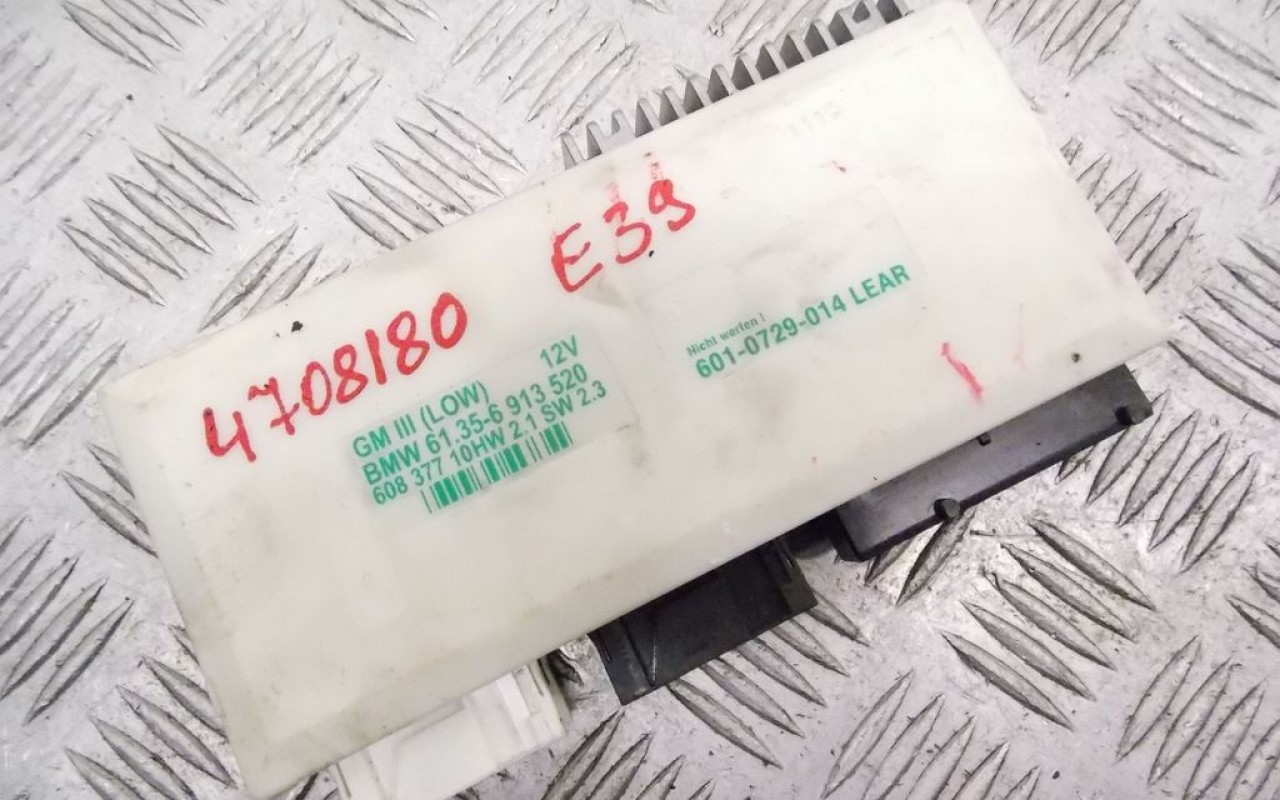 4708180 E39
GM III (LOW) 12V
BMW 61.35-6 913 520
608 377 10HW 2.1 SW 2.3
Nicht werfen !
601-0729-014 LEAR